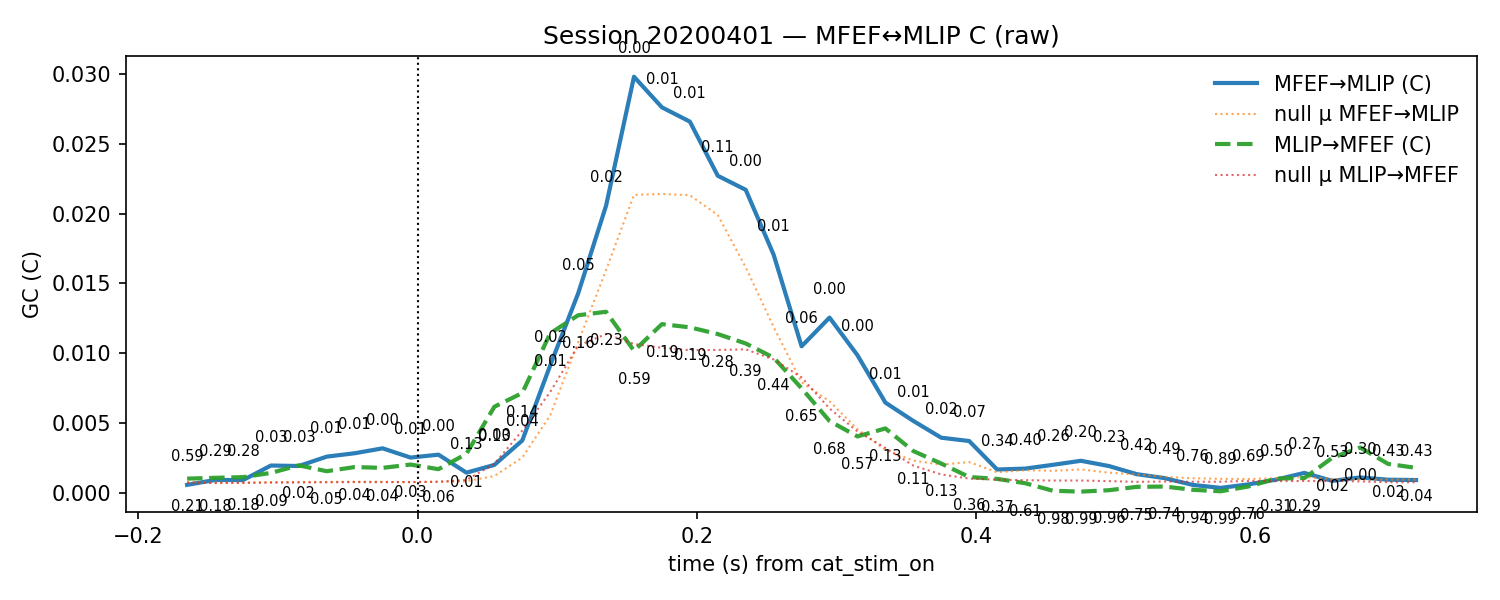 Session 20200401 — MFEF↔MLIP C (raw)
GC (C)
0.030
0.025
0.020
0.015
0.010
0.005
0.000
MFEF→MLIP (C)
null μ MFEF→MLIP
MLIP→MFEF (C)
null μ MLIP→MFEF
0.59 0.29 0.28 0.03 0.03 0.01 0.01 0.00 0.01 0.00 0.13 0.04 0.01 0.05 0.02 0.00 0.01 0.01 0.11 0.00 0.01 0.06 0.00 0.00 0.01 0.01 0.02 0.07 0.34 0.40 0.26 0.20 0.23 0.42 0.49 0.76 0.89 0.69 0.50 0.27 0.53 0.30 0.43 0.43
0.21 0.18 0.18 0.09 0.02 0.05 0.04 0.04 0.03 0.06 0.01 0.14 0.02 0.16 0.23 0.59 0.19 0.19 0.28 0.39 0.44 0.65 0.68 0.57 0.13 0.11 0.13 0.36 0.37 0.61 0.98 0.99 0.96 0.75 0.74 0.94 0.99 0.76 0.31 0.29 0.02 0.00 0.02 0.04
−0.2 0.0 0.2 0.4 0.6
time (s) from cat_stim_on